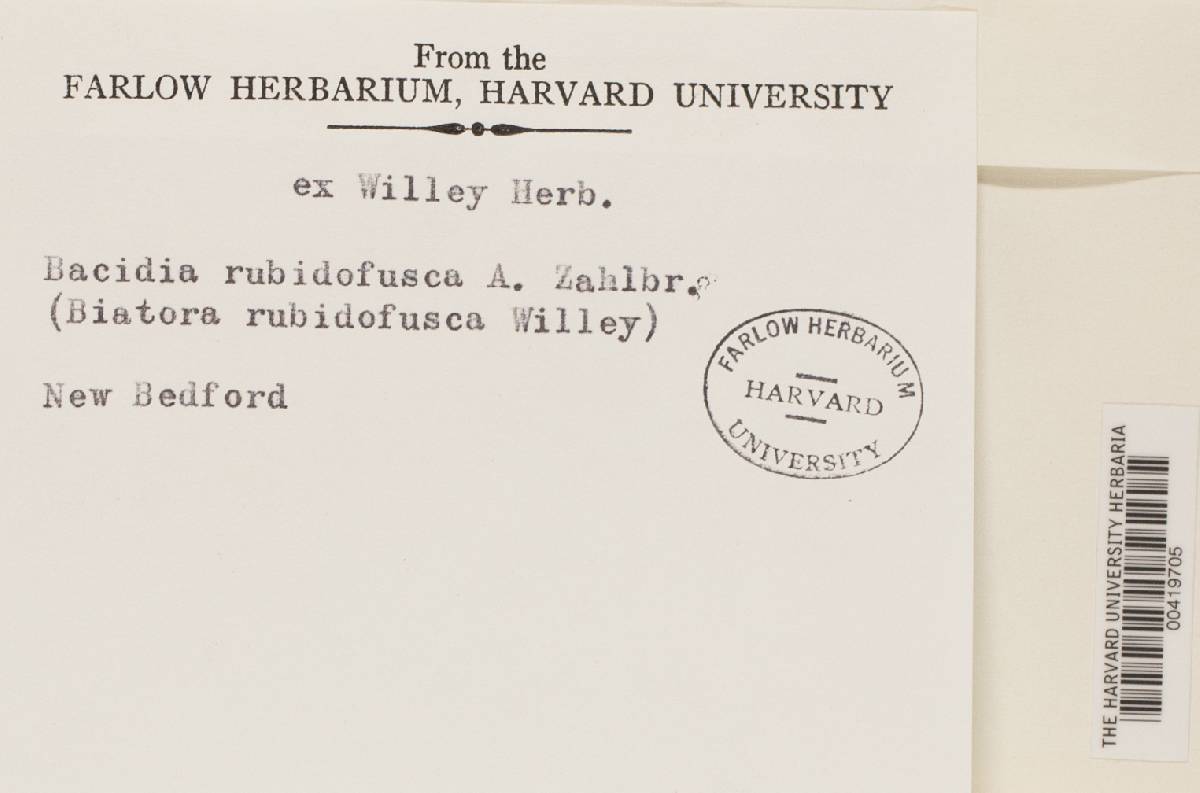 From the
FARLOW HERBARIUM, HARVARD UNIVERSITY
ex Willey Herb.
Bacidia rubidofusca A. Zahlbr.
(Biatora rubidofusca Willey)
New Bedford
FARLOW HERBARIUM
HARVARD
UNIVERSITY
THE HARVARD UNIVERSITY HERBARIA
00419705